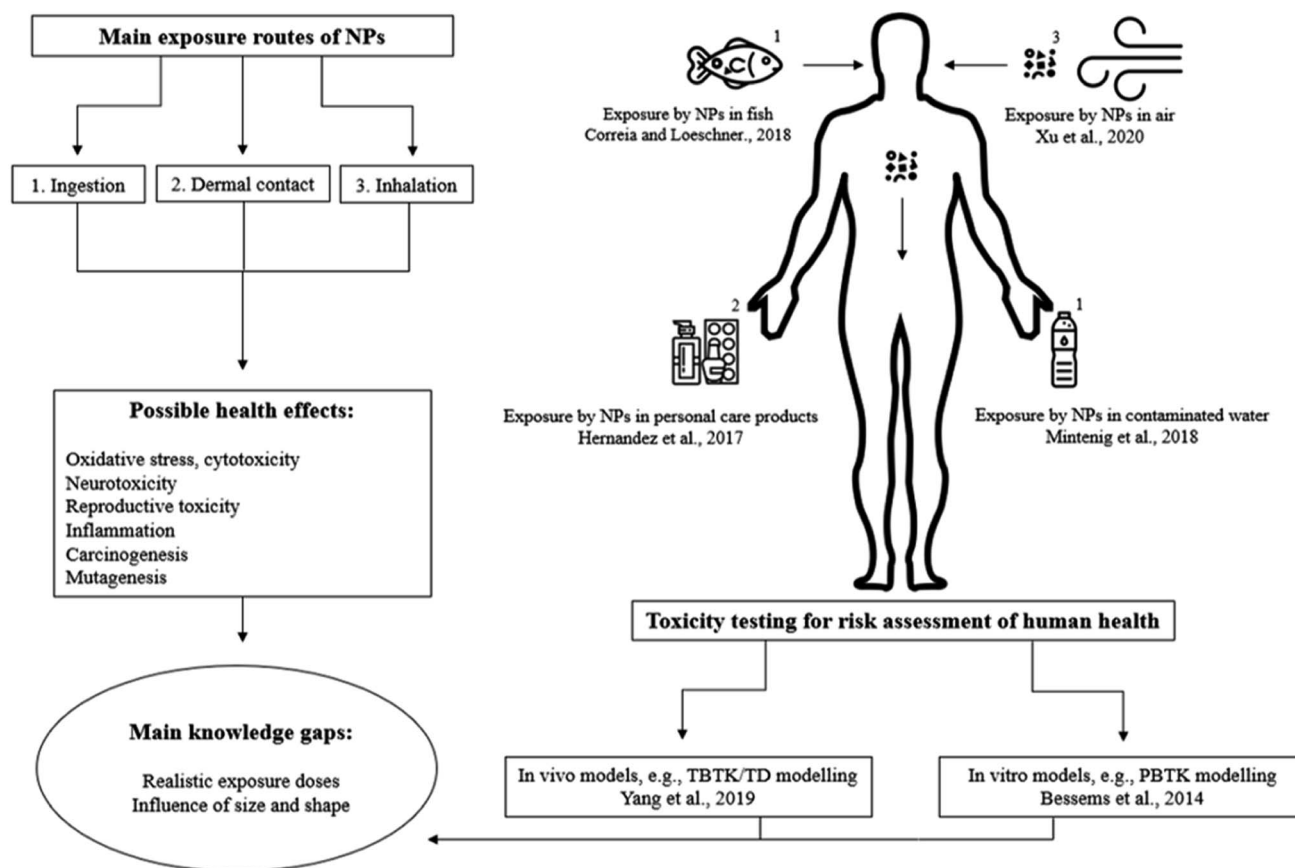 Main exposure routes of NPs
1. Ingestion
2. Dermal contact
3. Inhalation
Possible health effects:
Oxidative stress, cytotoxicity
Neurotoxicity
Reproductive toxicity
Inflammation
Carcinogenesis
Mutagenesis
Main knowledge gaps:
Realistic exposure doses
Influence of size and shape
1
Exposure by NPs in fish
Correia and Loeschner., 2018
3
Exposure by NPs in air
Xu et al., 2020
2
Exposure by NPs in personal care products
Hernandez et al., 2017
1
Exposure by NPs in contaminated water
Mintenig et al., 2018
Toxicity testing for risk assessment of human health
In vivo models, e.g., TBTK/TD modelling
Yang et al., 2019
In vitro models, e.g., PBTK modelling
Bessems et al., 2014